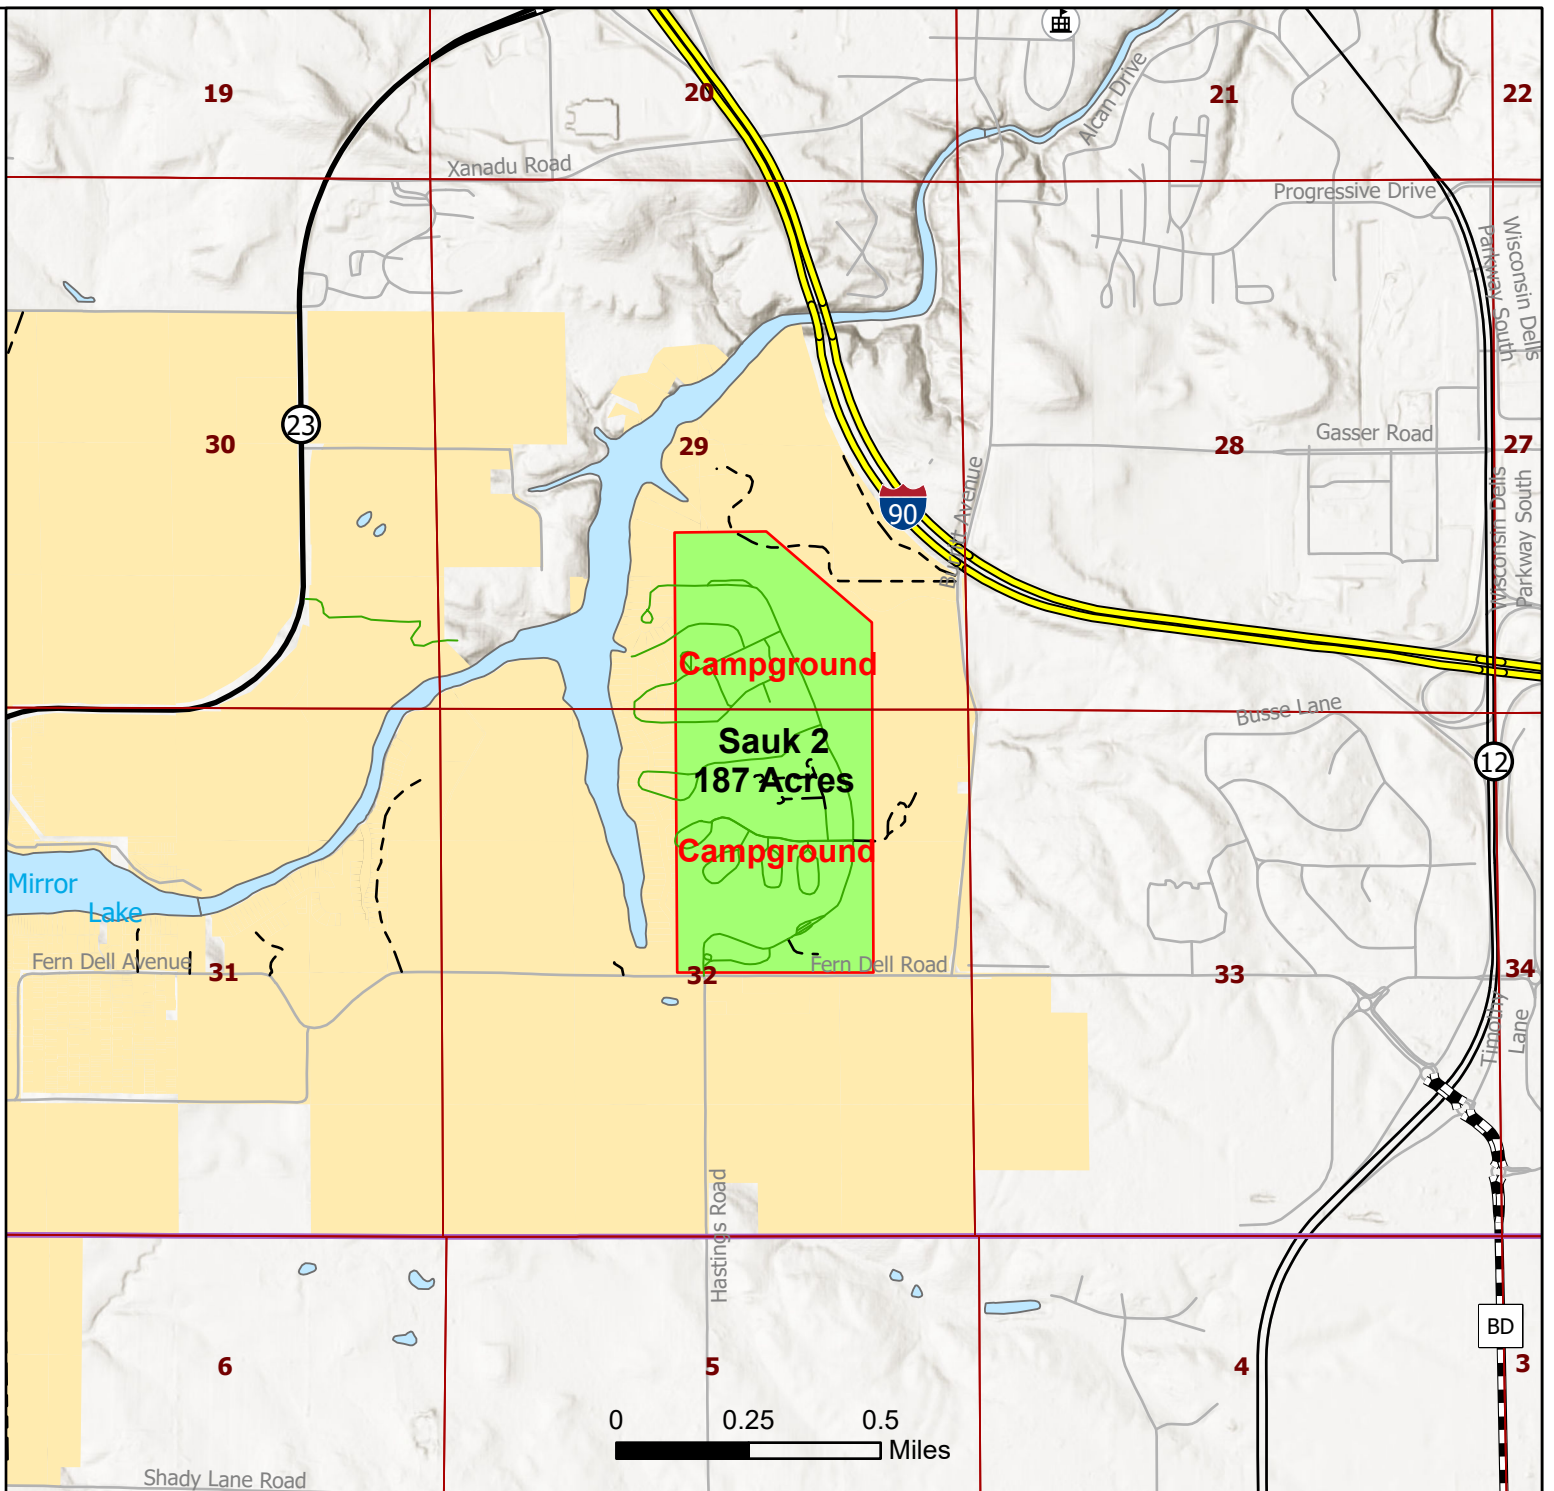 19
20
21
22
Alcan Drive
Xanadu Road
Progressive Drive
Wisconsin Dells
Parkway South
23
30
29
28
Gasser Road
27
90
Burritt Avenue
Wisconsin Dells
Parkway South
Campground
Sauk 2
187 Acres
Campground
Busse Lane
12
Mirror
Lake
Fern Dell Avenue
31
32
Fern Dell Road
33
34
Timothy
Lane
Hastings Road
BD
6
5
4
3
0 0.25 0.5
Miles
Shady Lane Road